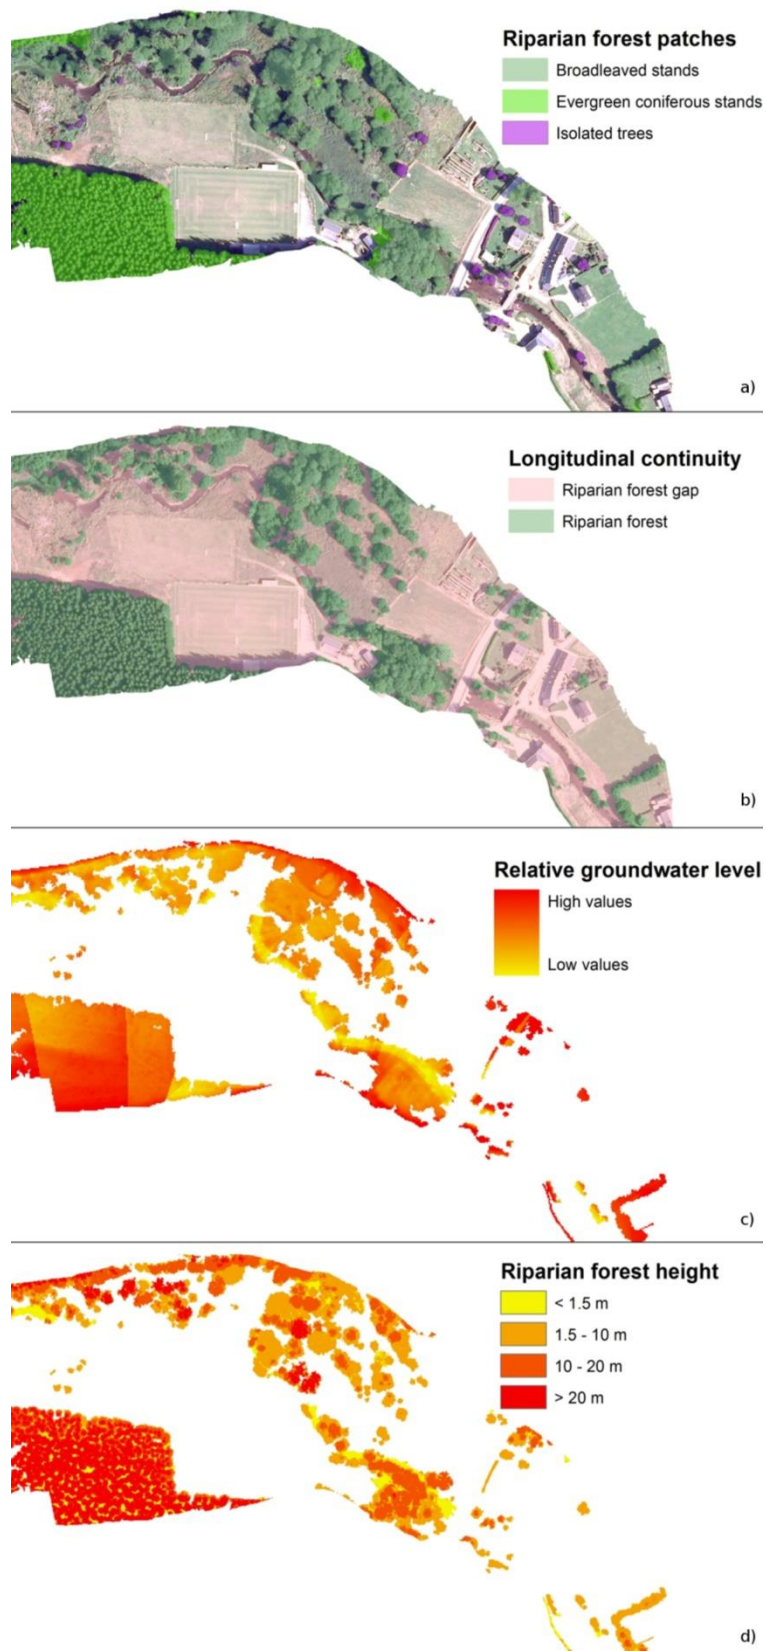 Riparian forest patches
Broadleaved stands
Evergreen coniferous stands
Isolated trees
a)
Longitudinal continuity
Riparian forest gap
Riparian forest
b)
Relative groundwater level
High values
Low values
c)
Riparian forest height
< 1.5 m
1.5 - 10 m
10 - 20 m
> 20 m
d)